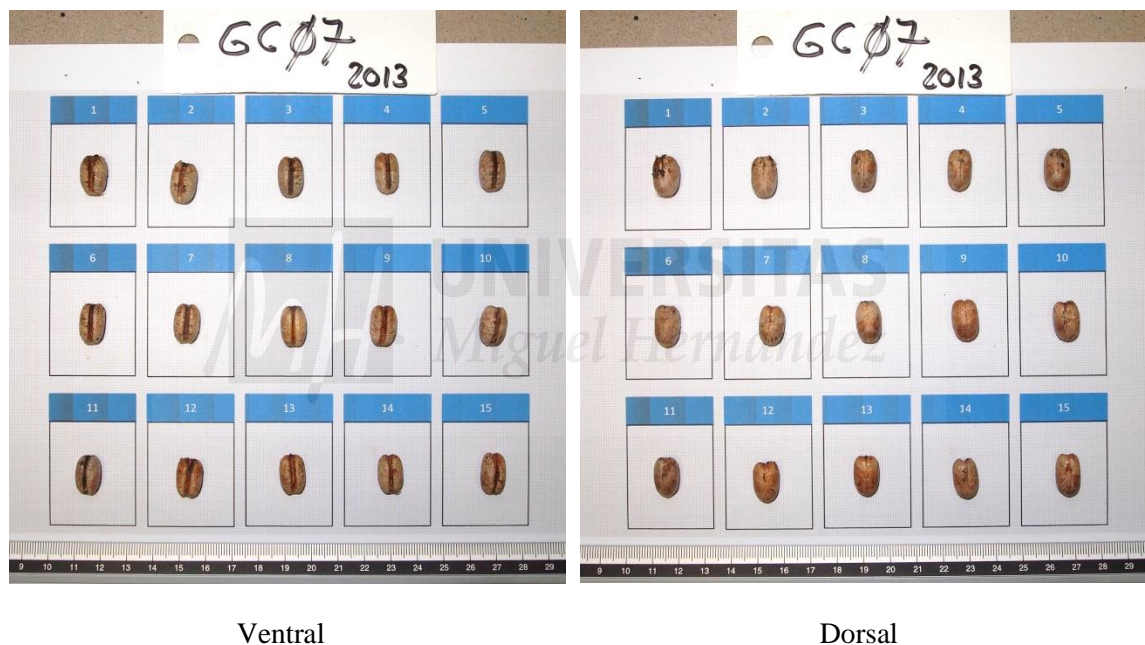 GCØ7
2013
1 2 3 4 5
6 7 8 9 10
11 12 13 14 15
9 10 11 12 13 14 15 16 17 18 19 20 21 22 23 24 25 26 27 28 29
GCØ7
2013
1 2 3 4 5
6 7 8 9 10
11 12 13 14 15
9 10 11 12 13 14 15 16 17 18 19 20 21 22 23 24 25 26 27 28 29
UNIVERSITAS
Miguel Hernández
Ventral
Dorsal